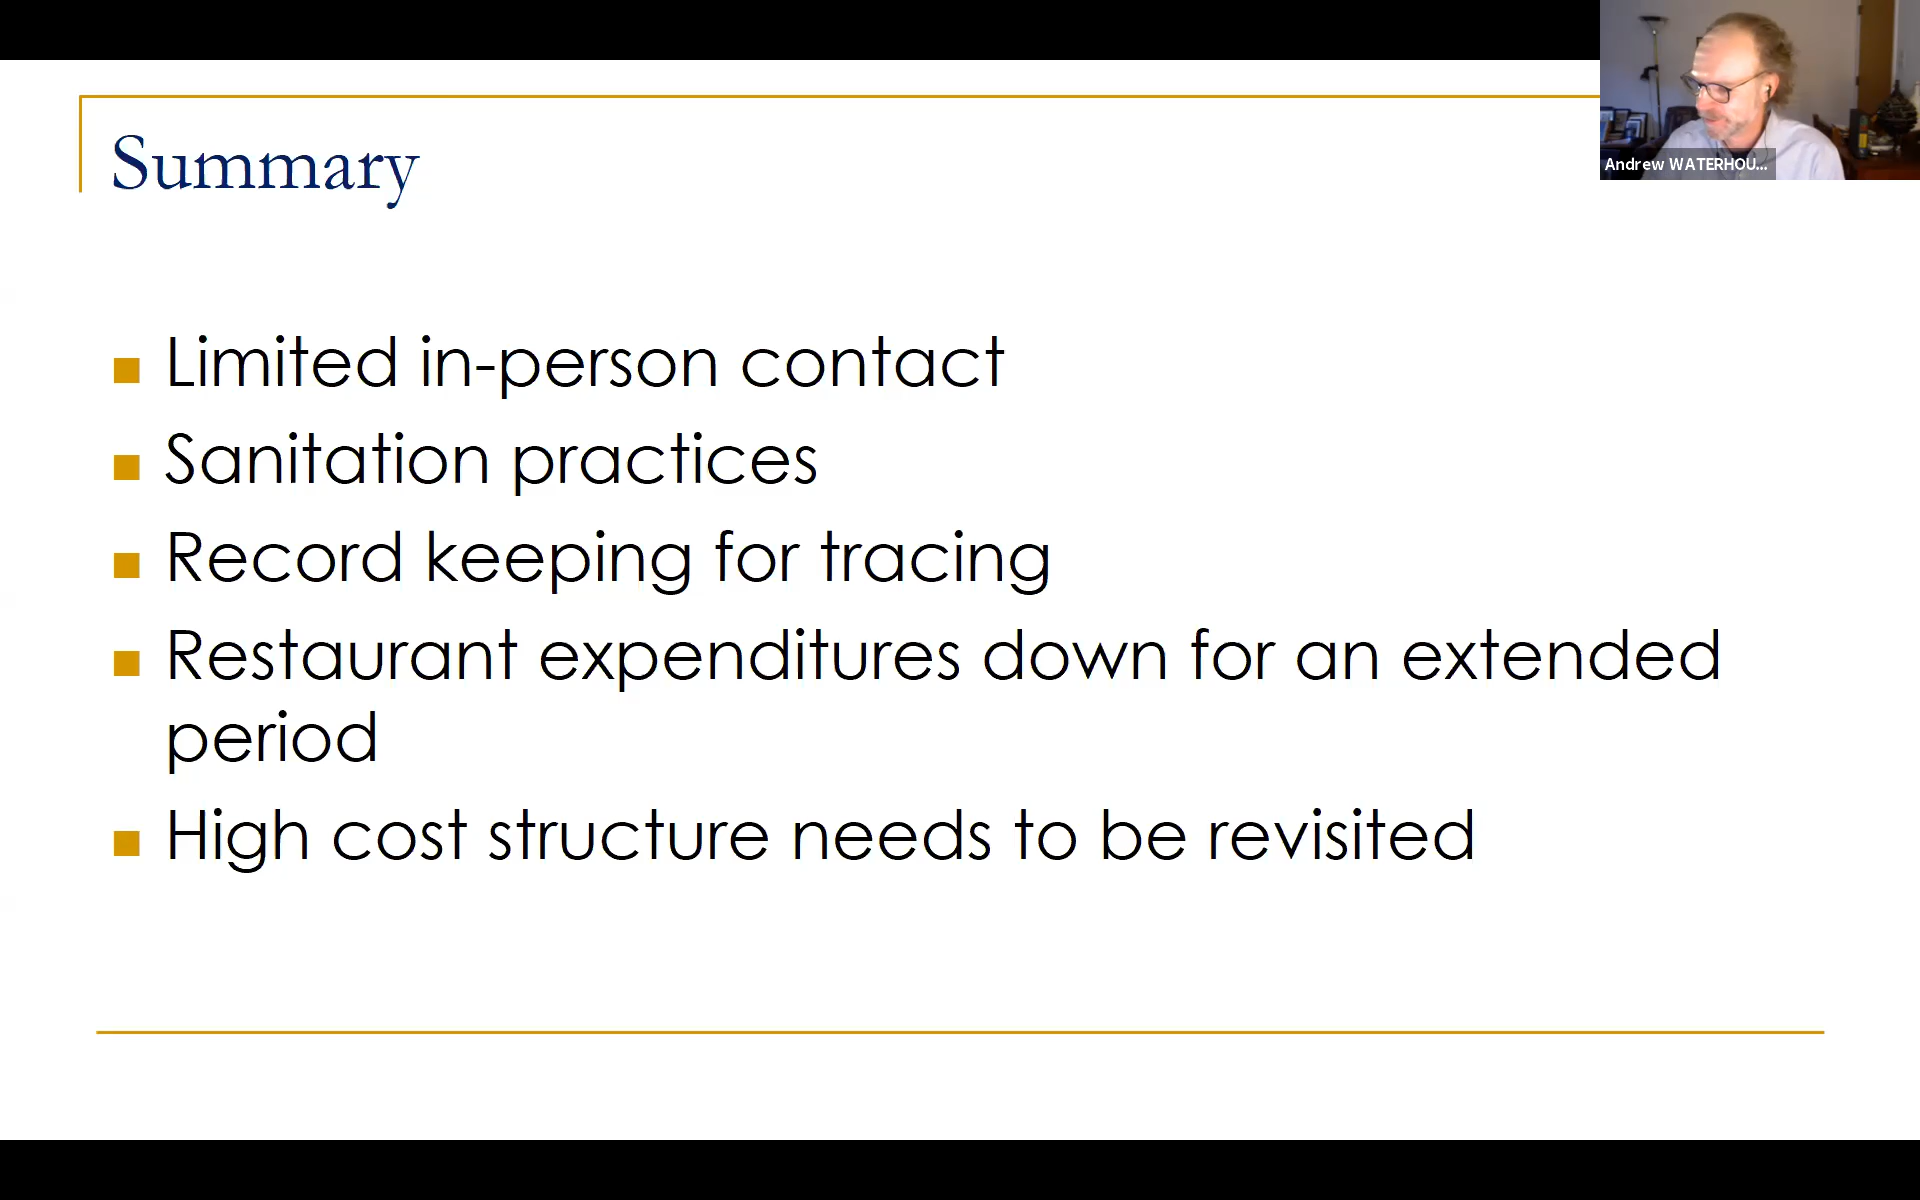 Summary
Andrew WATERHOU...
Limited in-person contact
Sanitation practices
Record keeping for tracing
Restaurant expenditures down for an extended
period
High cost structure needs to be revisited